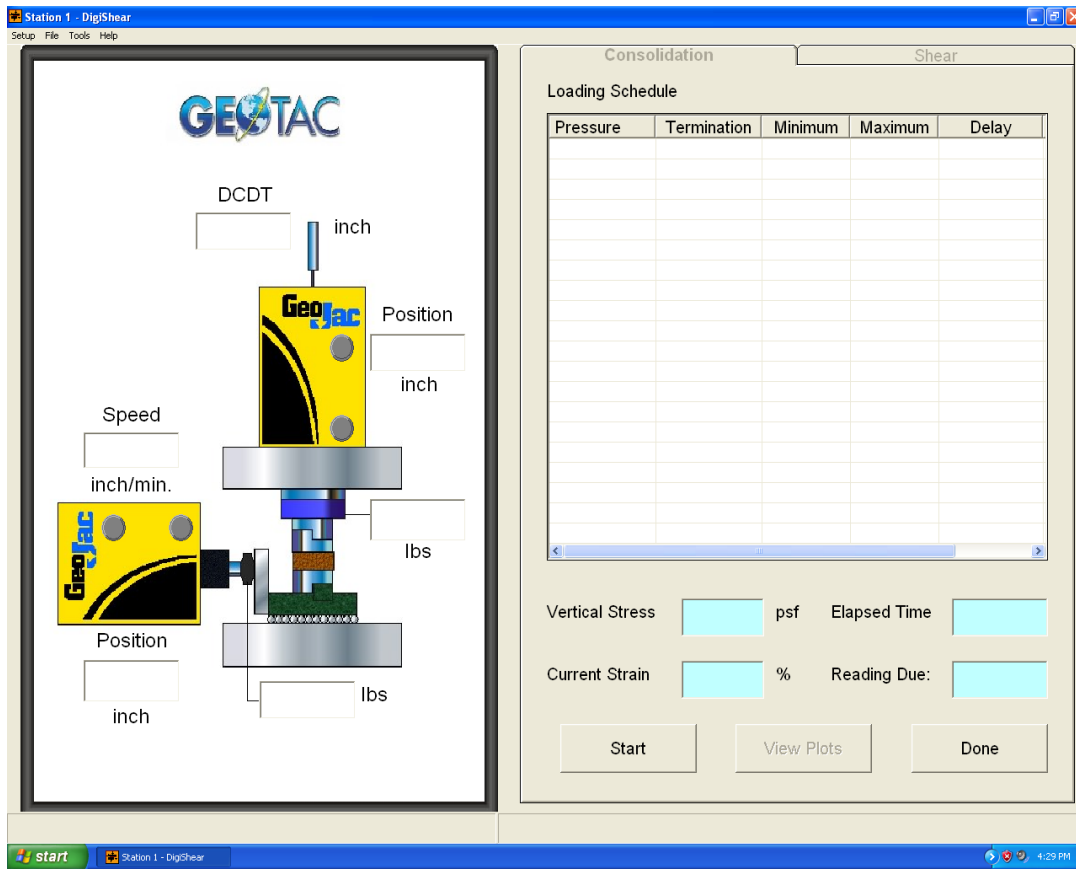 Station 1 - DigiShear
Setup File Tools Help
GEOTAC
DCDT
inch
GeoJac
Position
inch
Speed
inch/min.
GeoJac
lbs
Position
inch
lbs
Consolidation Shear
Loading Schedule
Pressure Termination Minimum Maximum Delay
Vertical Stress psf Elapsed Time
Current Strain % Reading Due:
Start View Plots Done
start Station 1 - DigiShear 4:29 PM